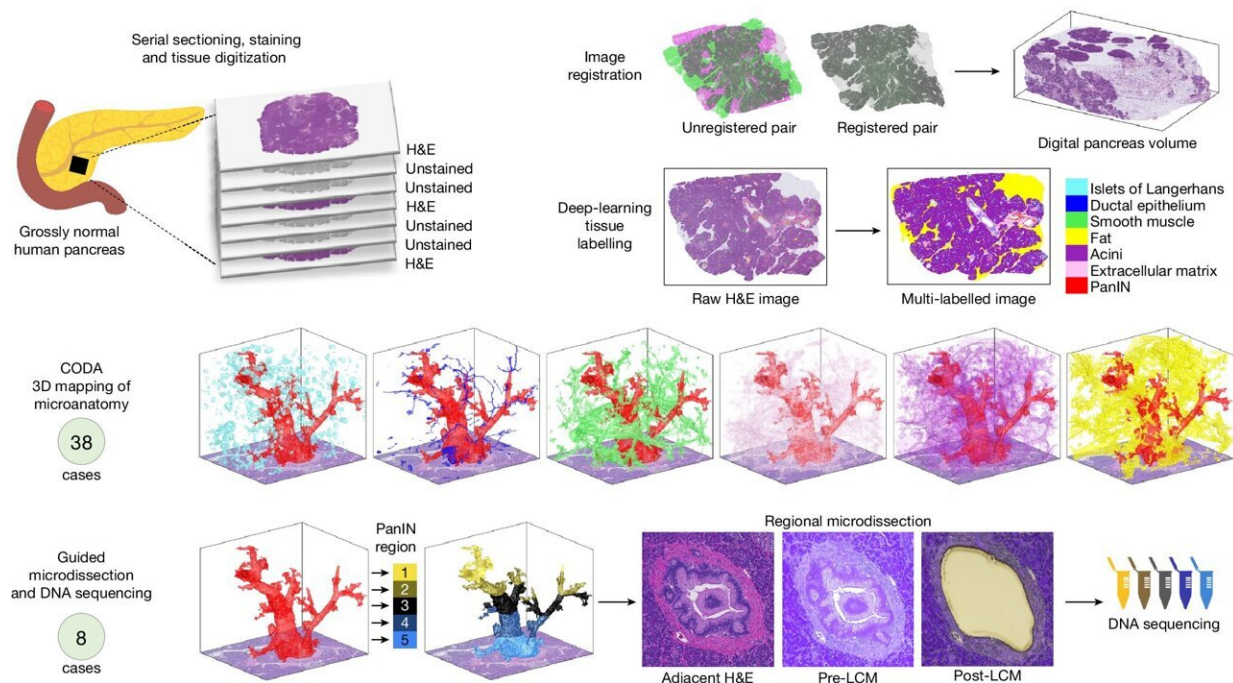 Serial sectioning, staining
and tissue digitization
H&E
Unstained
Unstained
H&E
Unstained
Unstained
H&E
Grossly normal
human pancreas
Image
registration
Unregistered pair
Registered pair
Digital pancreas volume
Deep-learning
tissue
labelling
Raw H&E image
Multi-labelled image
Islets of Langerhans
Ductal epithelium
Smooth muscle
Fat
Acini
Extracellular matrix
PanIN
CODA
3D mapping of
microanatomy
38
cases
Guided
microdissection
and DNA sequencing
8
cases
PanIN
region
1
2
3
4
5
Regional microdissection
Adjacent H&E
Pre-LCM
Post-LCM
DNA sequencing